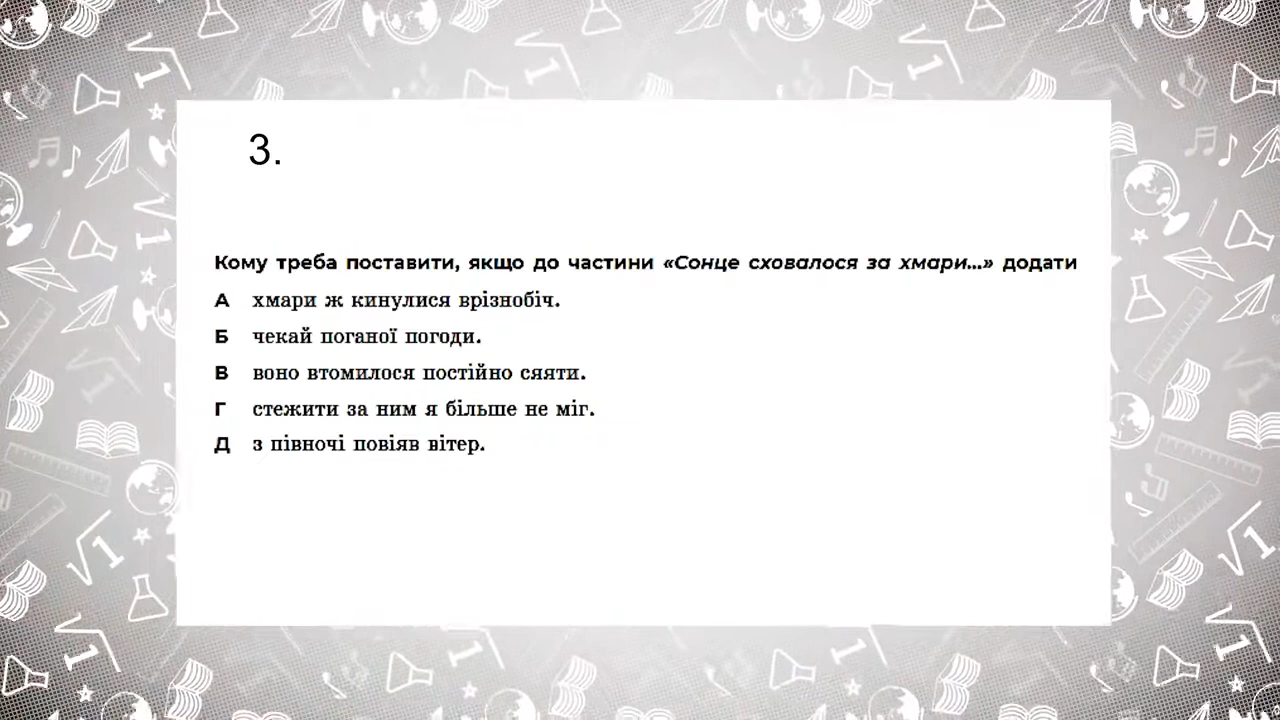 3.
Кому треба поставити, якщо до частини «Сонце сховалося за хмари...» додати
А хмари ж кинулися врізнобіч.
Б чекай поганої погоди.
В воно втомилося постійно сяяти.
Г стежити за ним я більше не міг.
Д з півночі повіяв вітер.